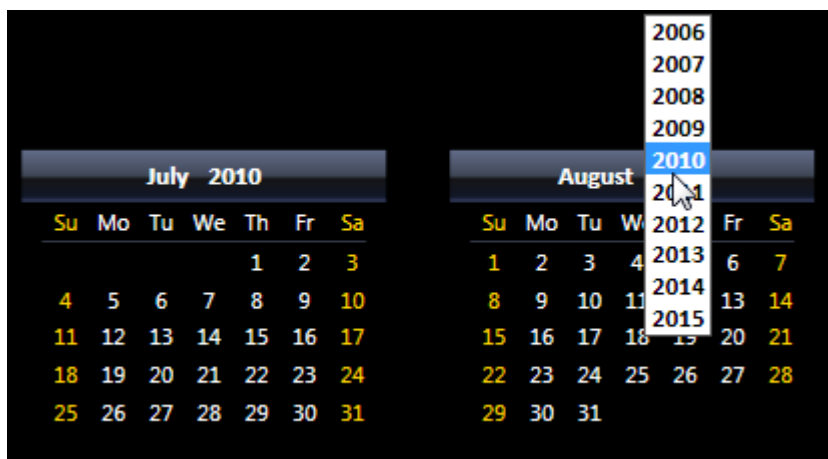 2006
2007
2008
2009
2010
2012
2013
2014
2015
July 2010
Su Mo Tu We Th Fr Sa
1 2 3
4 5 6 7 8 9 10
11 12 13 14 15 16 17
18 19 20 21 22 23 24
25 26 27 28 29 30 31
August
Su Mo Tu Fr Sa
1 2 3 4 6 7
8 9 10 11 13 14
15 16 17 18 19 20 21
22 23 24 25 26 27 28
29 30 31